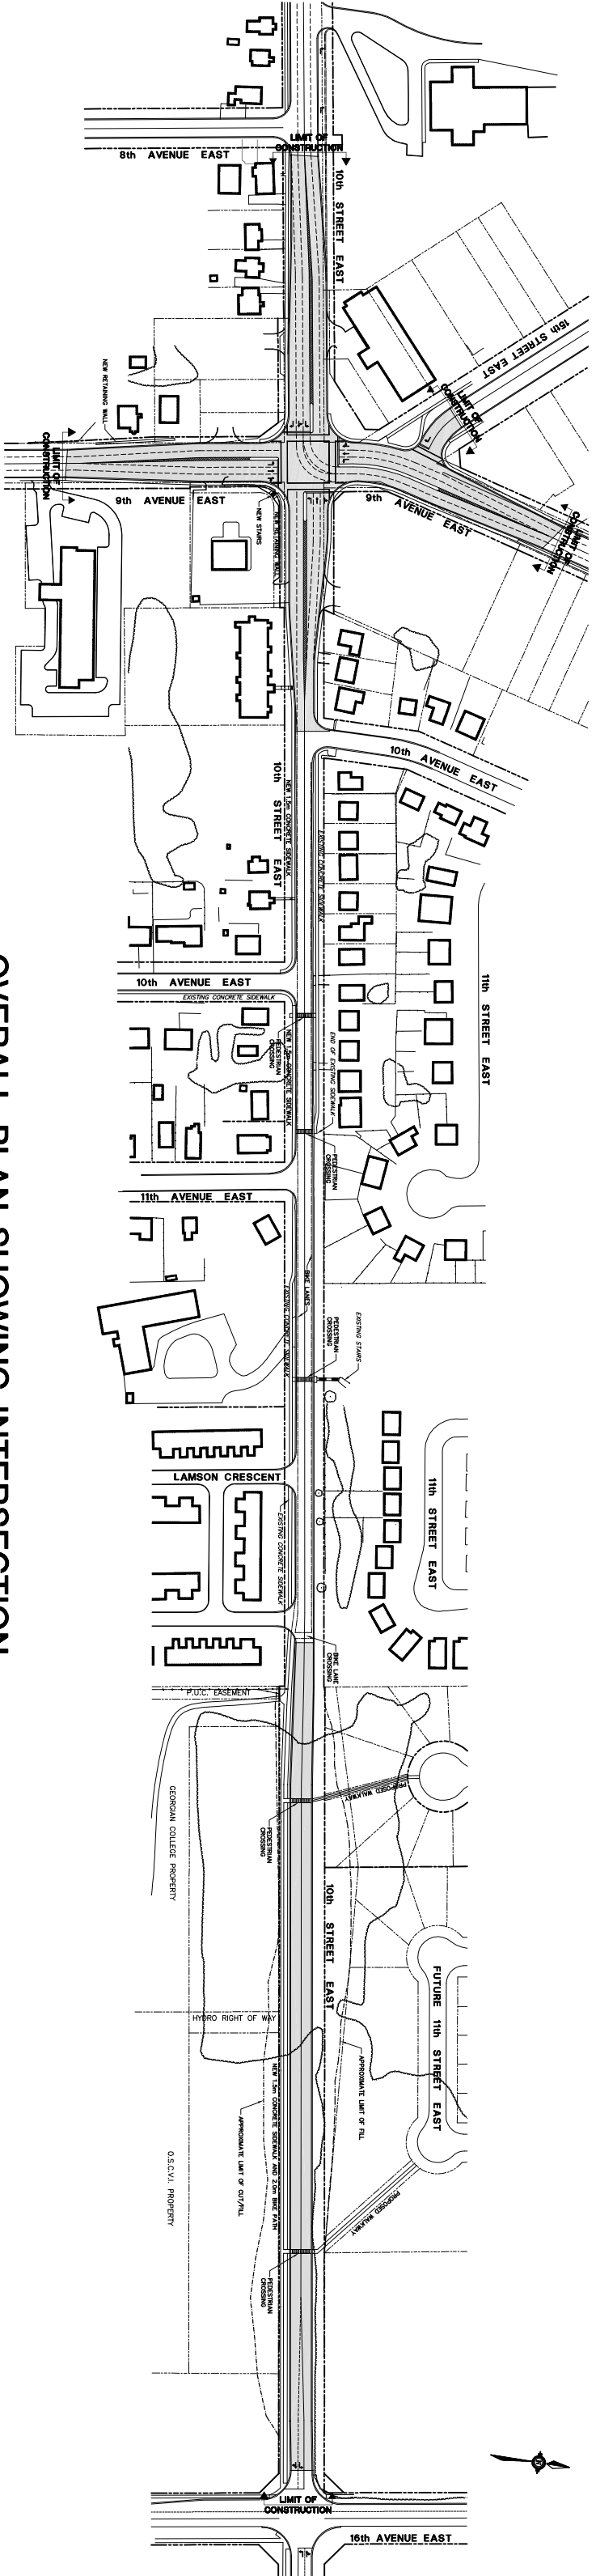 8th AVENUE EAST
LIMIT OF
CONSTRUCTION
10th STREET EAST
15th STREET EAST
LIMIT OF
CONSTRUCTION
NEW RETAINING WALL
LIMIT OF
CONSTRUCTION
9th AVENUE EAST
9th AVENUE EAST
NEW STAIRS
NEW RETAINING WALL
LIMIT OF
CONSTRUCTION
10th AVENUE EAST
10th STREET EAST
NEW 1.5m CONCRETE SIDEWALK
EXISTING CONCRETE SIDEWALK
10th AVENUE EAST
EXISTING CONCRETE SIDEWALK
11th STREET EAST
PEDESTRIAN
CROSSING
NEW 1.5m CONCRETE SIDEWALK
END OF EXISTING SIDEWALK
PEDESTRIAN
CROSSING
11th AVENUE EAST
BIKE LANES
EXISTING CONCRETE SIDEWALK
PEDESTRIAN
CROSSING
EXISTING STAIRS
LAMSON CRESCENT
11th STREET EAST
EXISTING CONCRETE SIDEWALK
BIKE LANE
CROSSING
P.U.C. EASEMENT
GEORGIAN COLLEGE PROPERTY
PROPOSED WALKWAY
PEDESTRIAN
CROSSING
10th STREET EAST
FUTURE 11th STREET EAST
HYDRO RIGHT OF WAY
APPROXIMATE LIMIT OF FILL
NEW 1.5m CONCRETE SIDEWALK AND 2.0m BIKE PATH
APPROXIMATE LIMIT OF CUT/FILL
O.S.C.V.I. PROPERTY
PROPOSED WALKWAY
PEDESTRIAN
CROSSING
LIMIT OF
CONSTRUCTION
16th AVENUE EAST
OVERALL PLAN SHOWING INTERSECTION